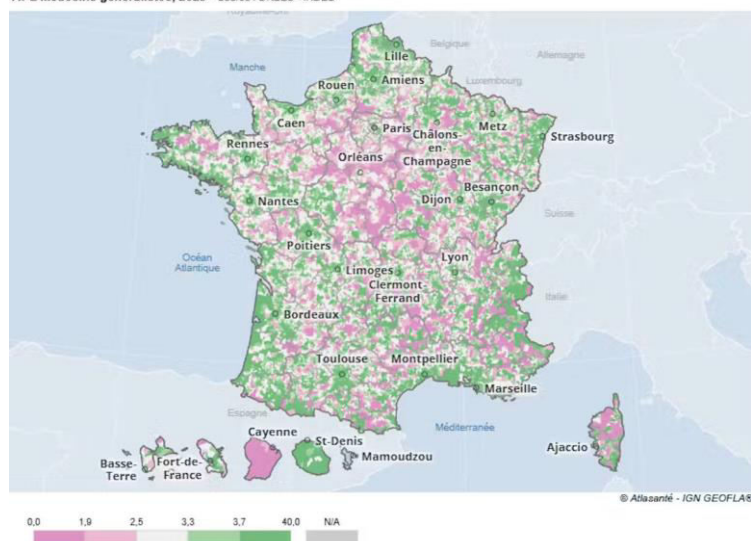 Belgique
Allemagne
Manche
Lille
Luxembourg
Amiens
Rouen
Caen
Paris
Metz
Châlons-
en-
Champagne
Strasbourg
Rennes
Orléans
Nantes
Dijon
Besançon
Suisse
Poitiers
Océan
Atlantique
Limoges
Lyon
Clermont-
Ferrand
Italie
Bordeaux
Toulouse
Montpellier
Marseille
Espagne
Méditerranée
Cayenne
St-Denis
Mamoudzou
Ajaccio
Basse-
Terre
Fort-de-
France
© Atlasanté - IGN GEOFLA®
0,0 1,9 2,5 3,3 3,7 40,0 N/A